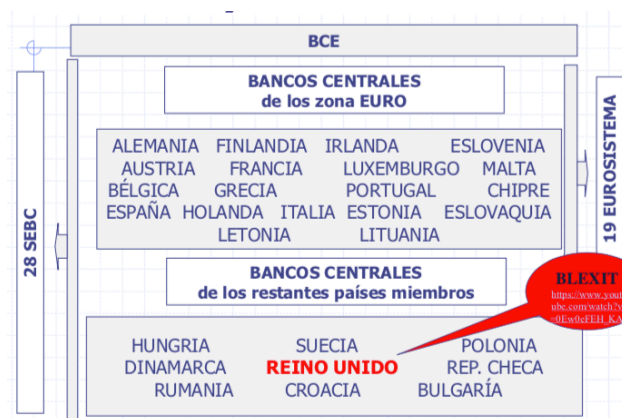 BCE
BANCOS CENTRALES
de los zona EURO
ALEMANIA FINLANDIA IRLANDA ESLOVENIA
AUSTRIA FRANCIA LUXEMBURGO MALTA
BÉLGICA GRECIA PORTUGAL CHIPRE
ESPAÑA HOLANDA ITALIA ESTONIA ESLOVAQUIA
LETONIA LITUANIA
28 SEBC
19 EUROSISTEMA
BANCOS CENTRALES
de los restantes países miembros
BLEXIT
https://www.yout
ube.com/watch?v
HUNGRIA SUECIA POLONIA
DINAMARCA REINO UNIDO REP. CHECA
RUMANIA CROACIA BULGARÍA